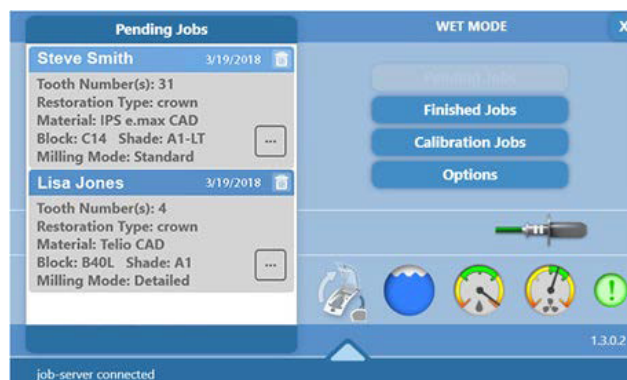 Pending Jobs
Steve Smith 3/19/2018
Tooth Number(s): 31
Restoration Type: crown
Material: IPS e.max CAD
Block: C14 Shade: A1-LT
Milling Mode: Standard
...
Lisa Jones 3/19/2018
Tooth Number(s): 4
Restoration Type: crown
Material: Telio CAD
Block: B40L Shade: A1
Milling Mode: Detailed
...
job-server connected
WET MODE
X
Pending Jobs
Finished Jobs
Calibration Jobs
Options
!
1.3.0.2